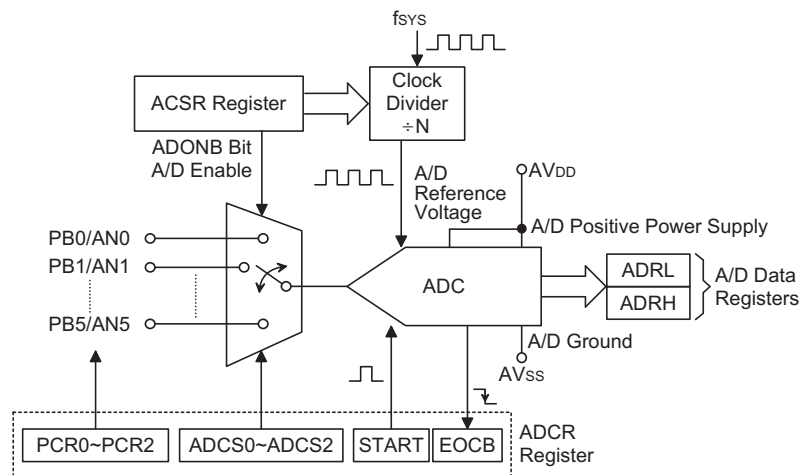 fSYS
ACSR Register
Clock
Divider
÷N
ADONB Bit
A/D Enable
A/D
Reference
Voltage
AVDD
A/D Positive Power Supply
PB0/AN0
PB1/AN1
PB5/AN5
ADC
ADRL
ADRH
A/D Data
Registers
A/D Ground
AVSS
PCR0~PCR2
ADCS0~ADCS2
START
EOCB
ADCR
Register